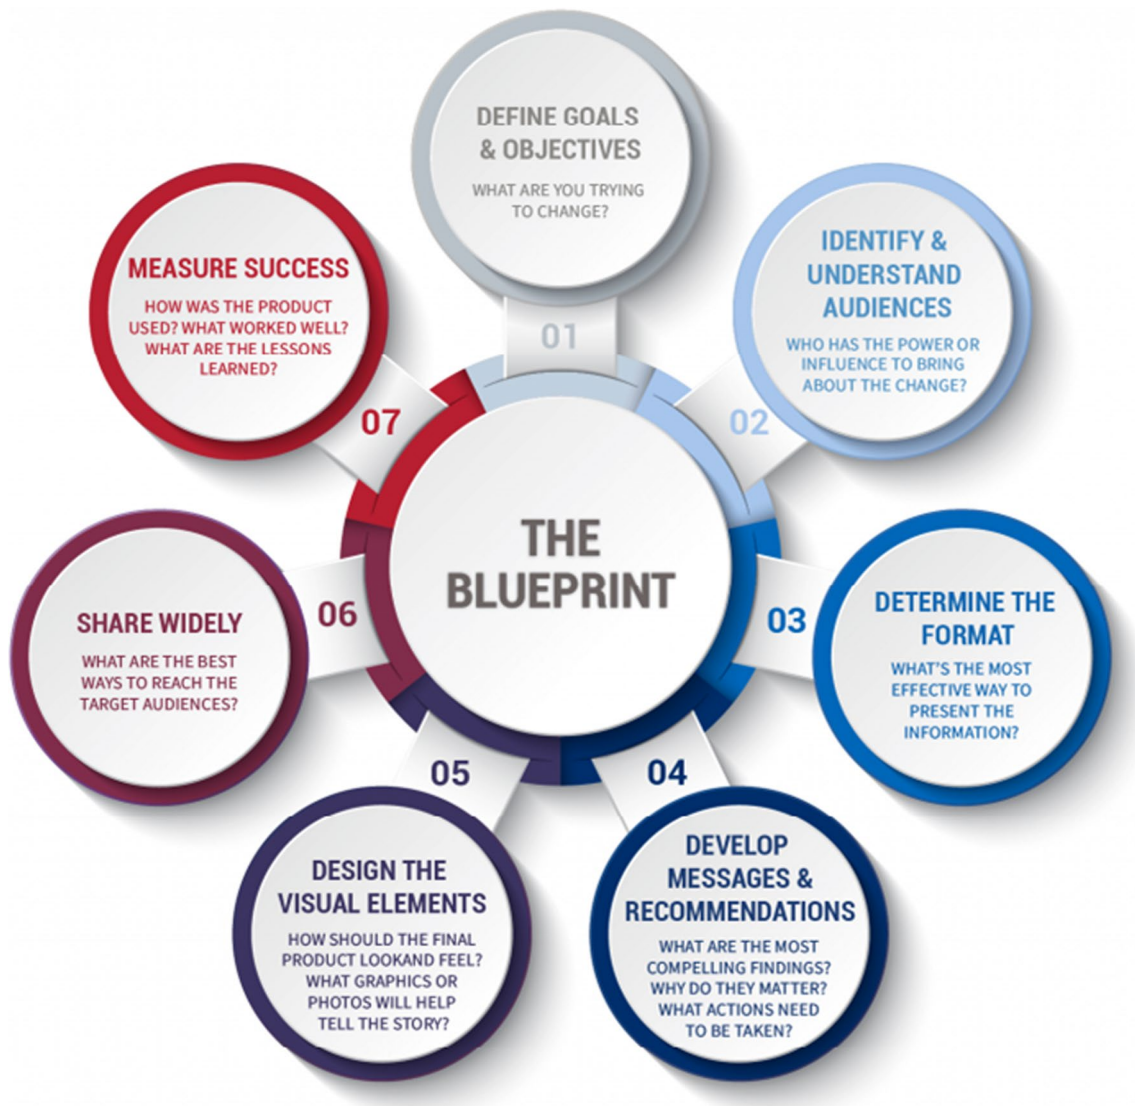 DEFINE GOALS
& OBJECTIVES
WHAT ARE YOU TRYING
TO CHANGE?
01
IDENTIFY &
UNDERSTAND
AUDIENCES
WHO HAS THE POWER OR
INFLUENCE TO BRING
ABOUT THE CHANGE?
02
DETERMINE THE
FORMAT
WHAT'S THE MOST
EFFECTIVE WAY TO
PRESENT THE
INFORMATION?
03
DEVELOP
MESSAGES &
RECOMMENDATIONS
WHAT ARE THE MOST
COMPELLING FINDINGS?
WHY DO THEY MATTER?
WHAT ACTIONS NEED
TO BE TAKEN?
04
DESIGN THE
VISUAL ELEMENTS
HOW SHOULD THE FINAL
PRODUCT LOOKAND FEEL?
WHAT GRAPHICS OR
PHOTOS WILL HELP
TELL THE STORY?
05
SHARE WIDELY
WHAT ARE THE BEST
WAYS TO REACH THE
TARGET AUDIENCES?
06
MEASURE SUCCESS
HOW WAS THE PRODUCT
USED? WHAT WORKED WELL?
WHAT ARE THE LESSONS
LEARNED?
07
THE
BLUEPRINT